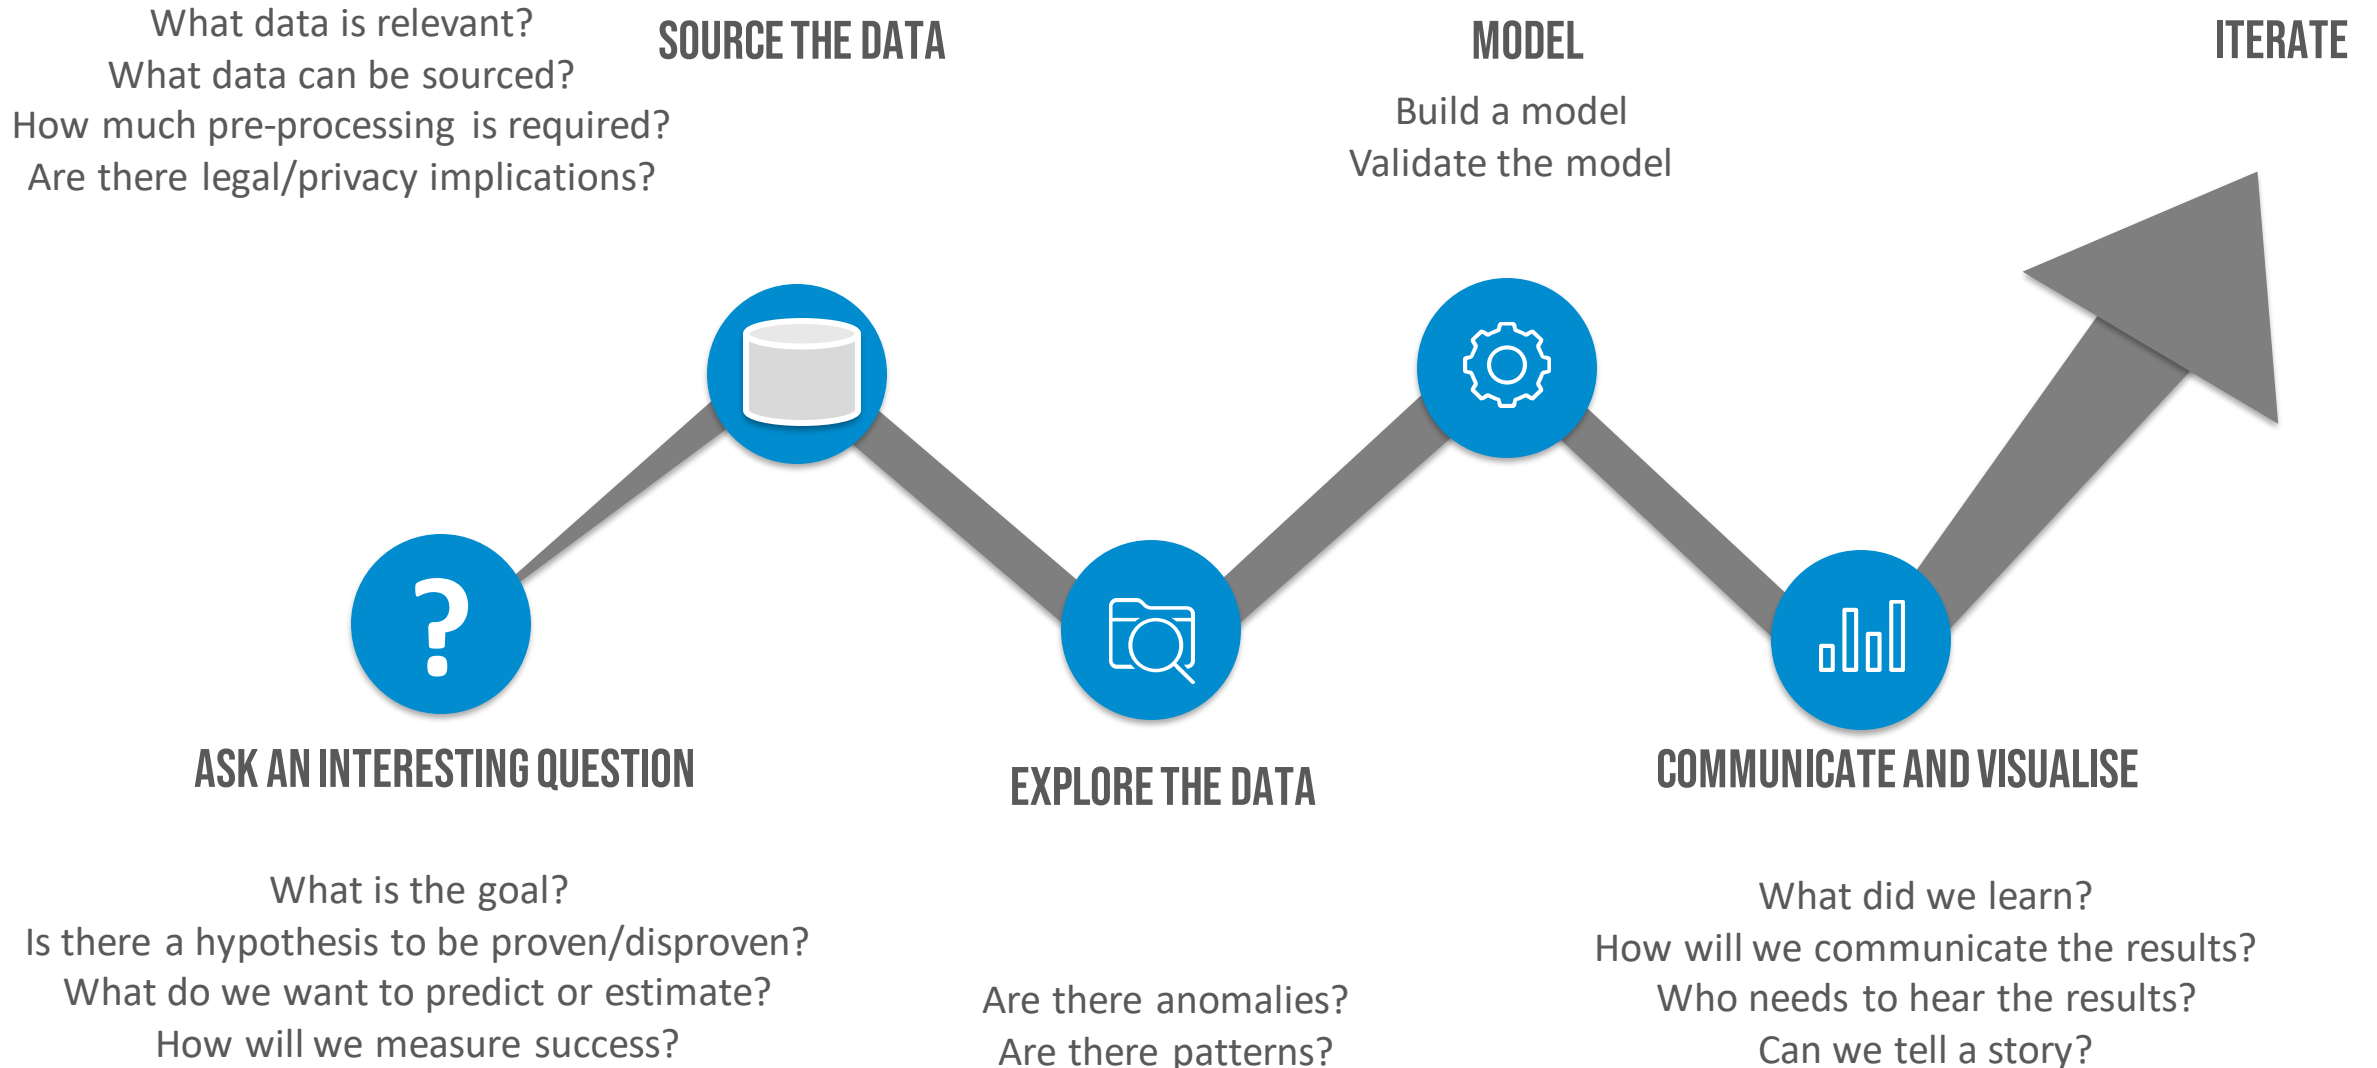 What data is relevant?
What data can be sourced?
How much pre-processing is required?
Are there legal/privacy implications?
SOURCE THE DATA
MODEL
Build a model
Validate the model
ITERATE
?
ASK AN INTERESTING QUESTION
What is the goal?
Is there a hypothesis to be proven/disproven?
What do we want to predict or estimate?
How will we measure success?
EXPLORE THE DATA
Are there anomalies?
Are there patterns?
COMMUNICATE AND VISUALISE
What did we learn?
How will we communicate the results?
Who needs to hear the results?
Can we tell a story?